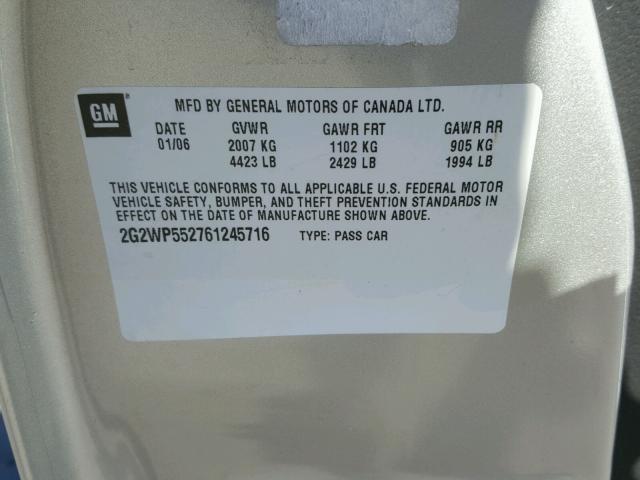 GM
MFD BY GENERAL MOTORS OF CANADA LTD.
DATE GVWR GAWR FRT GAWR RR
01/06 2007 KG 1102 KG 905 KG
4423 LB 2429 LB 1994 LB
THIS VEHICLE CONFORMS TO ALL APPLICABLE U.S. FEDERAL MOTOR
VEHICLE SAFETY, BUMPER, AND THEFT PREVENTION STANDARDS IN
EFFECT ON THE DATE OF MANUFACTURE SHOWN ABOVE.
2G2WP552761245716 TYPE: PASS CAR